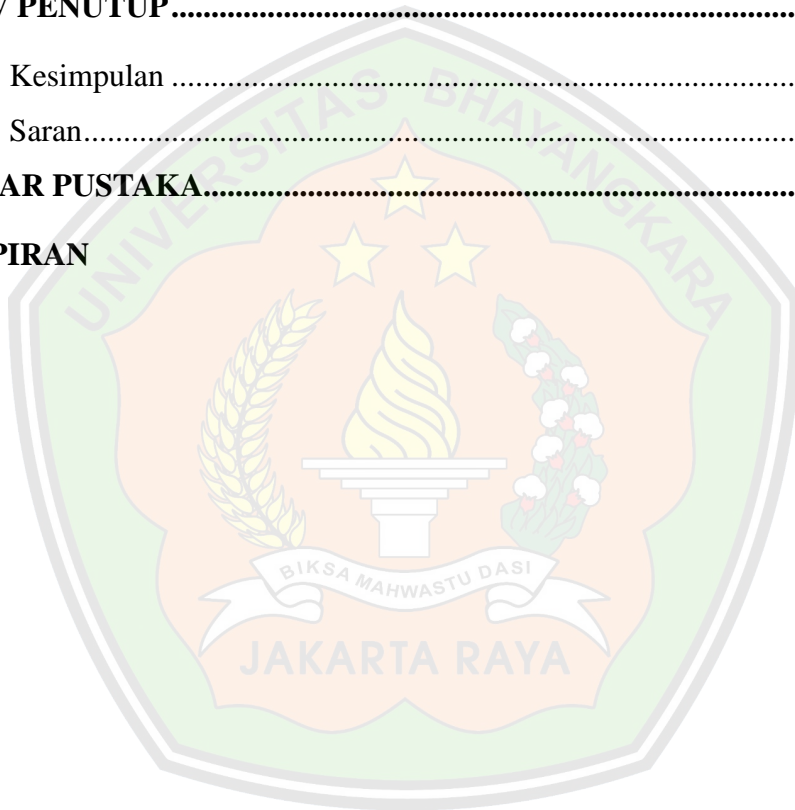 PENUTUP........................................................................................
Kesimpulan ........................................................................................
Saran........................................................................................
AR PUSTAKA........................................................................................
PIRAN
UNIVERSITAS BHAYANGKARA
BIKSA MAHWASTU DASI
JAKARTA RAYA